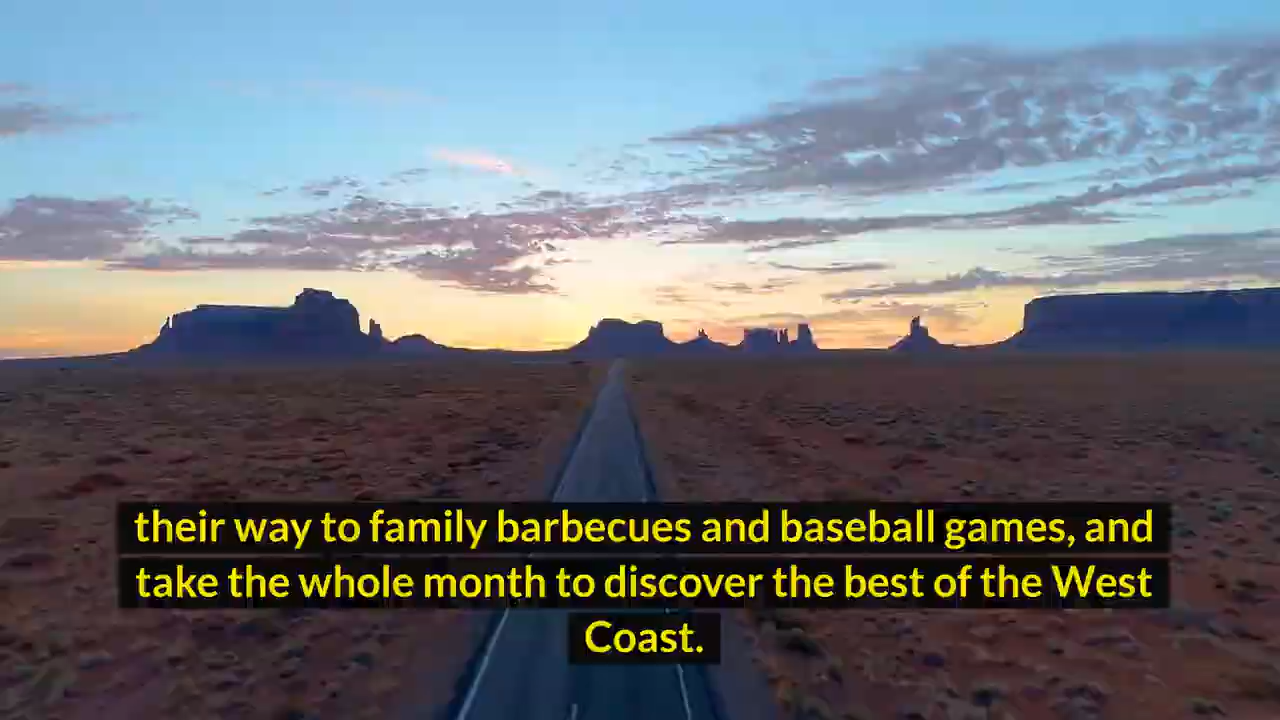 their way to family barbecues and baseball games, and
take the whole month to discover the best of the West
Coast.